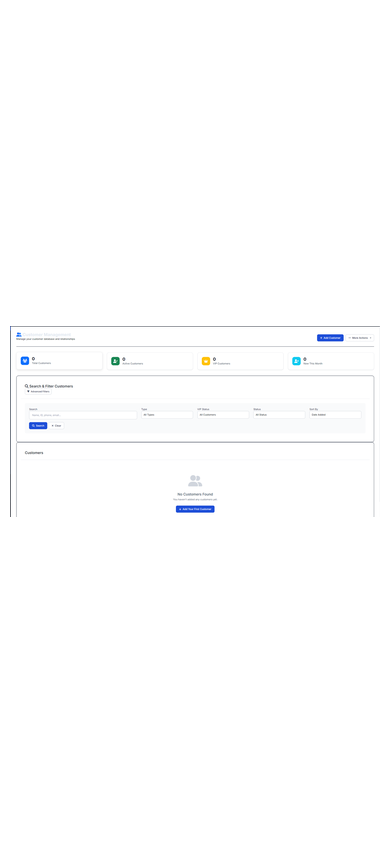 Customer Management
Manage your customer database and relationships
Add Customer
More Actions
0
Total Customers
0
Active Customers
0
VIP Customers
0
New This Month
Search & Filter Customers
Advanced Filters
Search
Type
VIP Status
Status
Sort By
Name, ID, phone, email...
All Types
All Customers
All Status
Date Added
Search
Clear
Customers
No Customers Found
You haven't added any customers yet.
Add Your First Customer